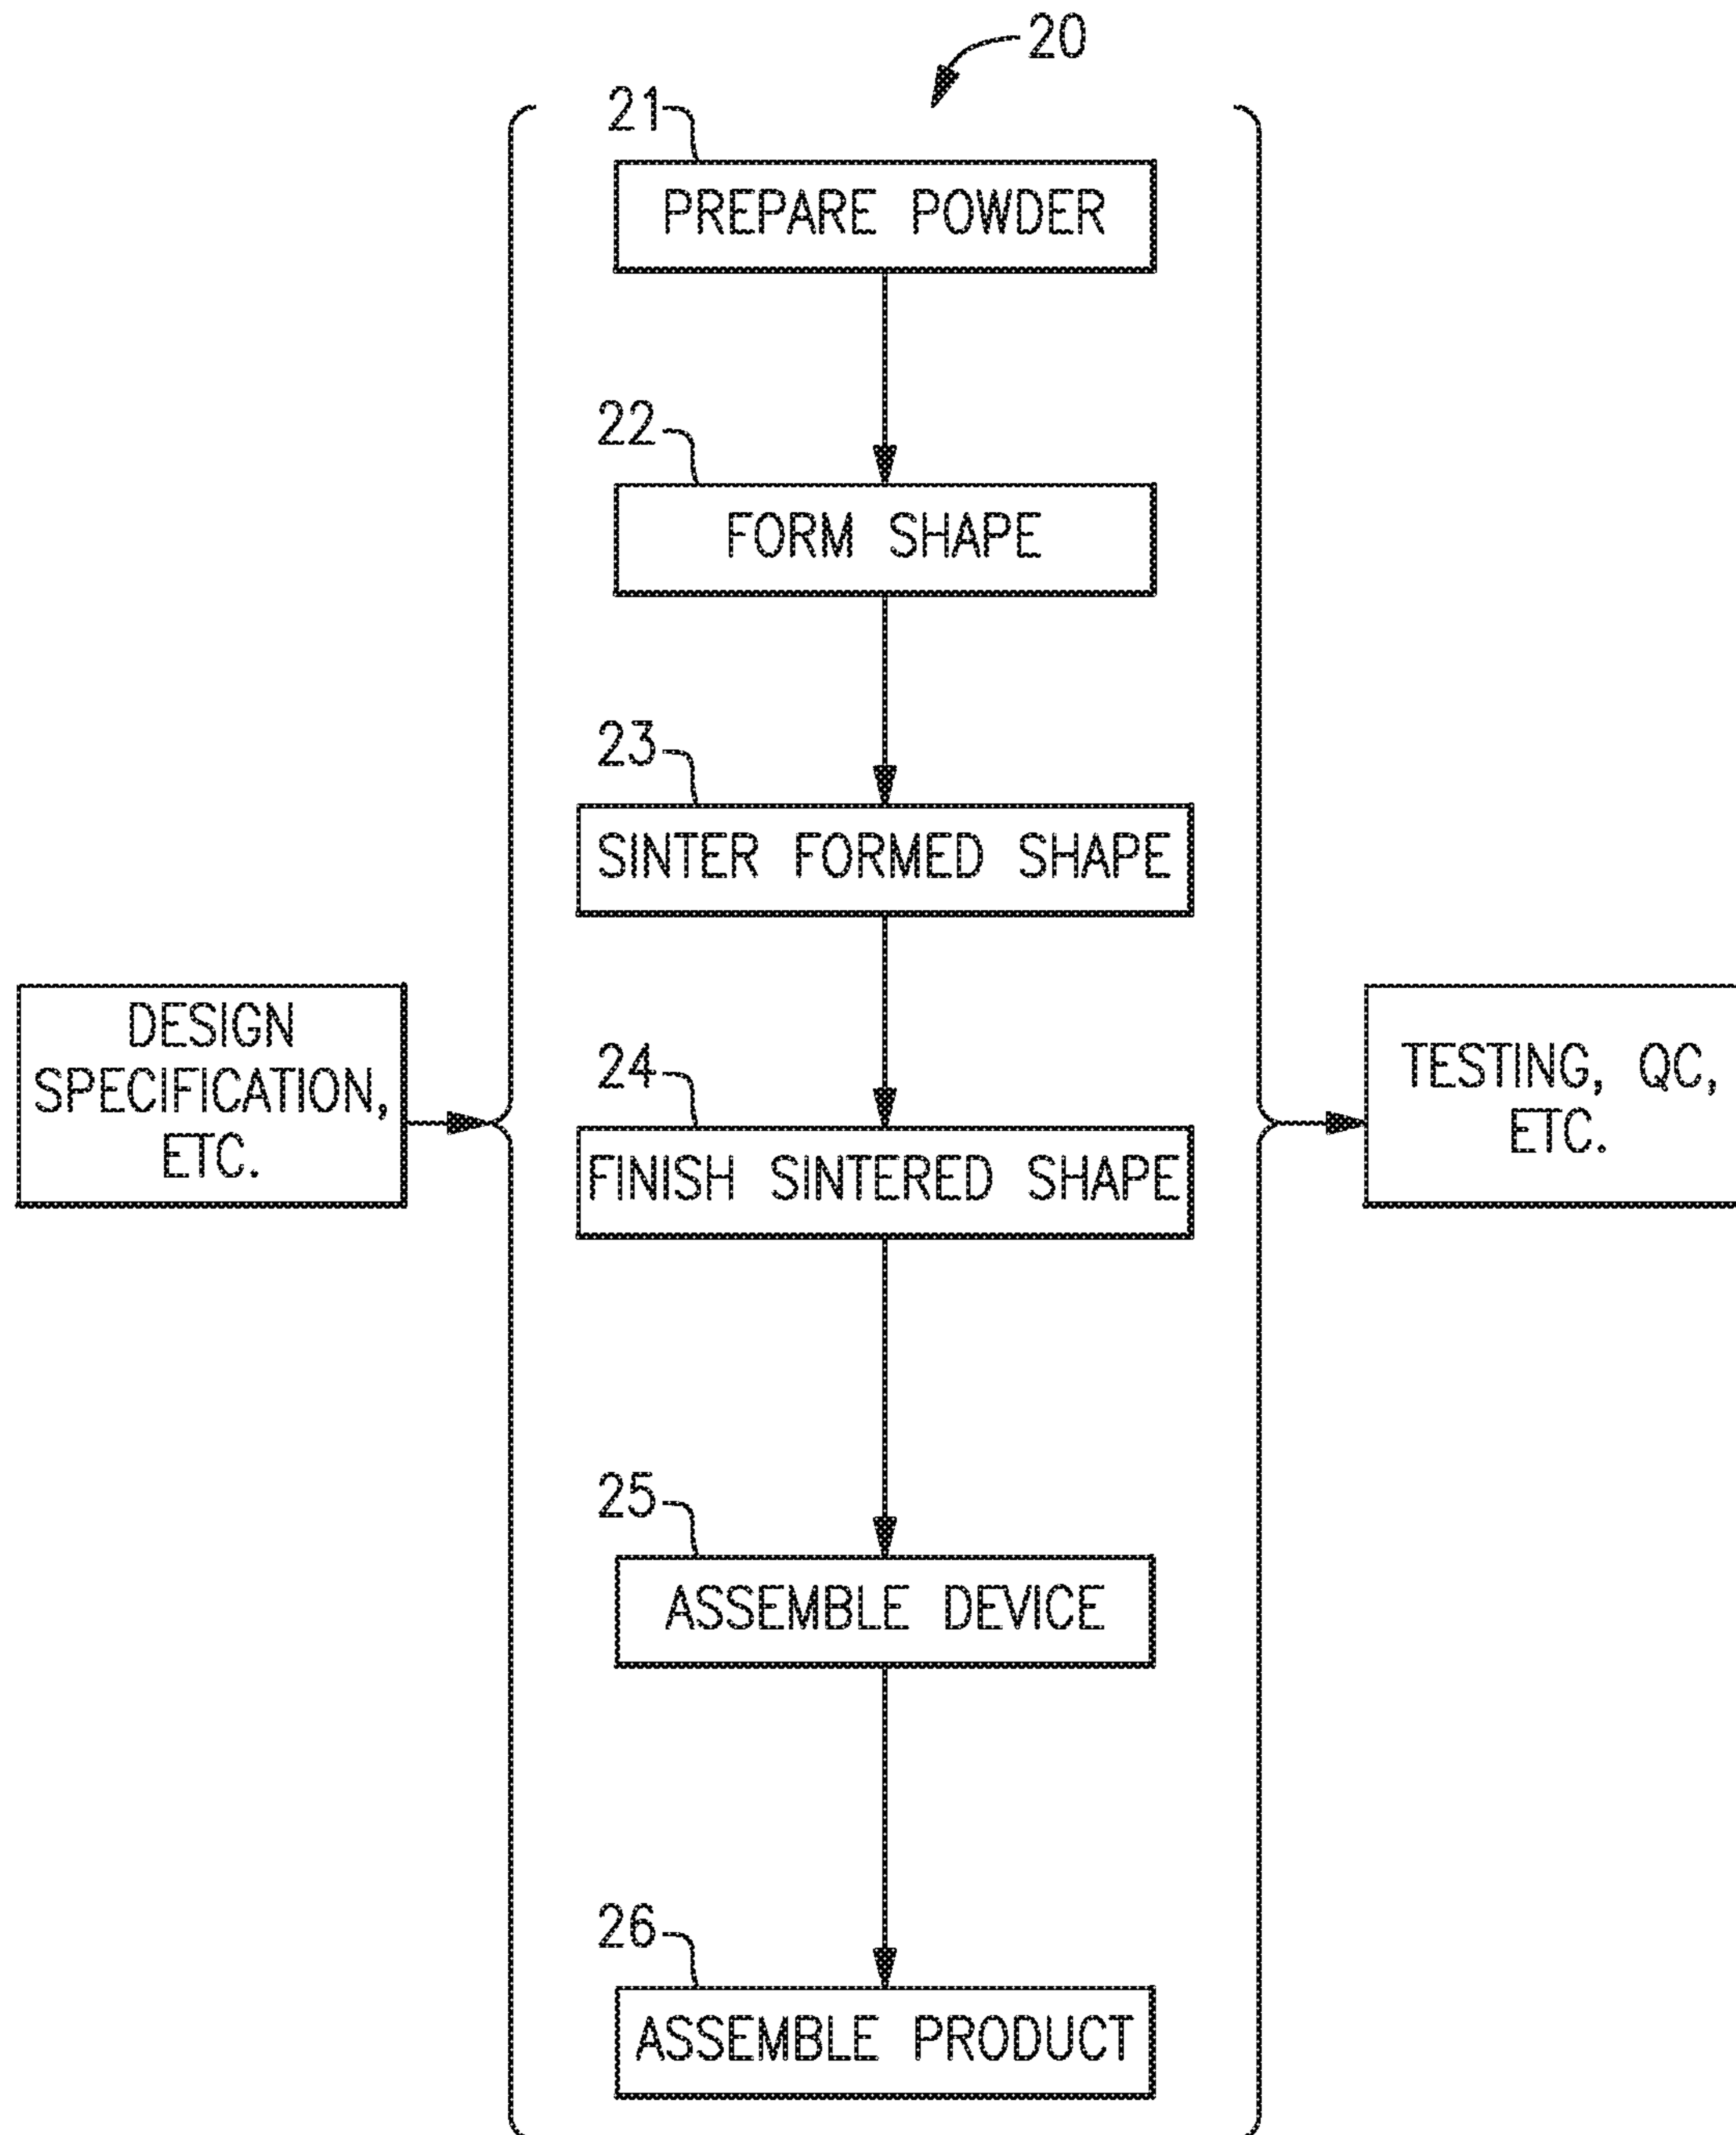 20
21
PREPARE POWDER
22
FORM SHAPE
23
SINTER FORMED SHAPE
DESIGN
SPECIFICATION,
ETC.
24
FINISH SINTERED SHAPE
TESTING, QC,
ETC.
25
ASSEMBLE DEVICE
26
ASSEMBLE PRODUCT